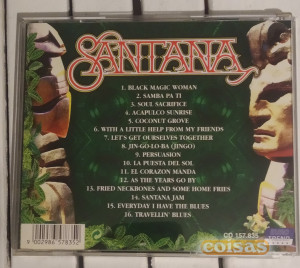 SANTANA
1. BLACK MAGIC WOMAN
2. SAMBA PA TI
3. SOUL SACRIFICE
4. ACAPULCO SUNRISE
5. COCONUT GROVE
6. WITH A LITTLE HELP FROM MY FRIENDS
7. LET'S GET OURSELVES TOGETHER
8. JIN-GO-LO-BA (JINGO)
9. PERSUASION
10. LA PUESTA DEL SOL
11. EL CORAZON MANDA
12. AS THE YEARS GO BY
13. FRIED NECKBONES AND SOME HOME FRIES
14. SANTANA JAM
15. EVERYDAY I HAVE THE BLUES
16. TRAVELLIN' BLUES
CD 157.835
coisas